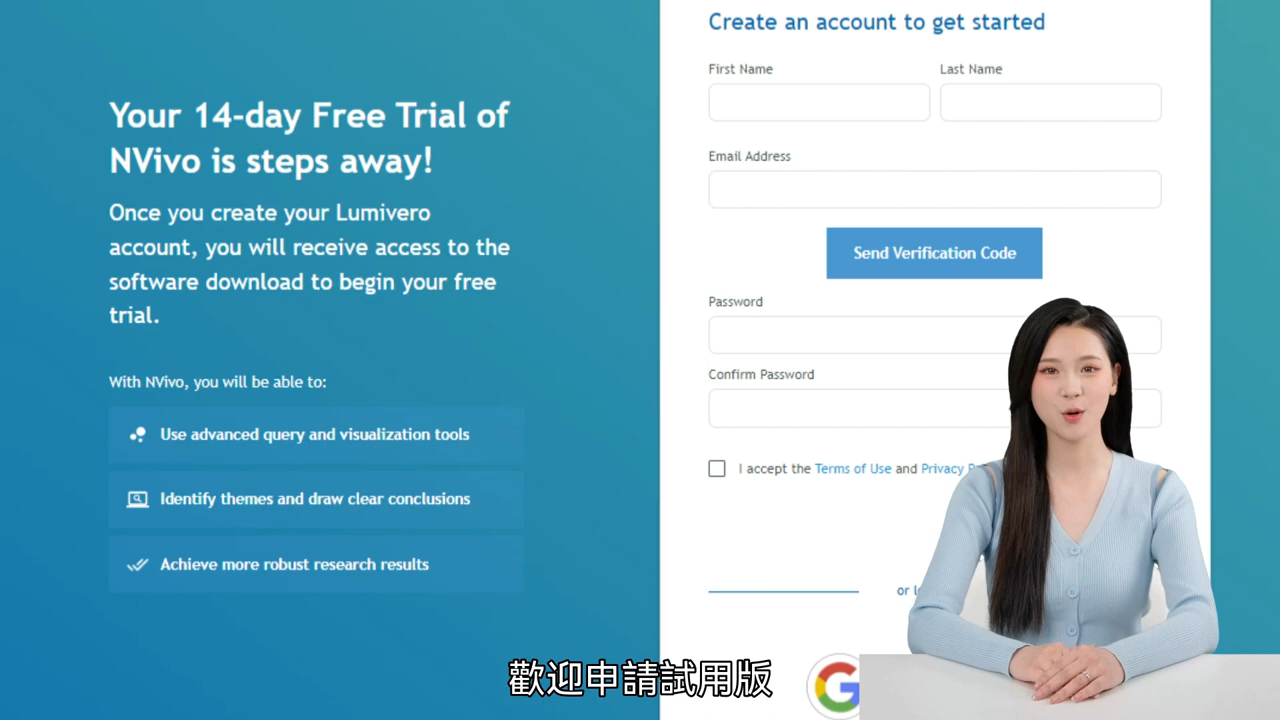 Create an account to get started
First Name
Last Name
Email Address
Send Verification Code
Password
Confirm Password
I accept the Terms of Use and Privacy
or
Your 14-day Free Trial of
NVivo is steps away!
Once you create your Lumivero
account, you will receive access to the
software download to begin your free
trial.
With NVivo, you will be able to:
Use advanced query and visualization tools
Identify themes and draw clear conclusions
Achieve more robust research results
歡迎申請試用版
G